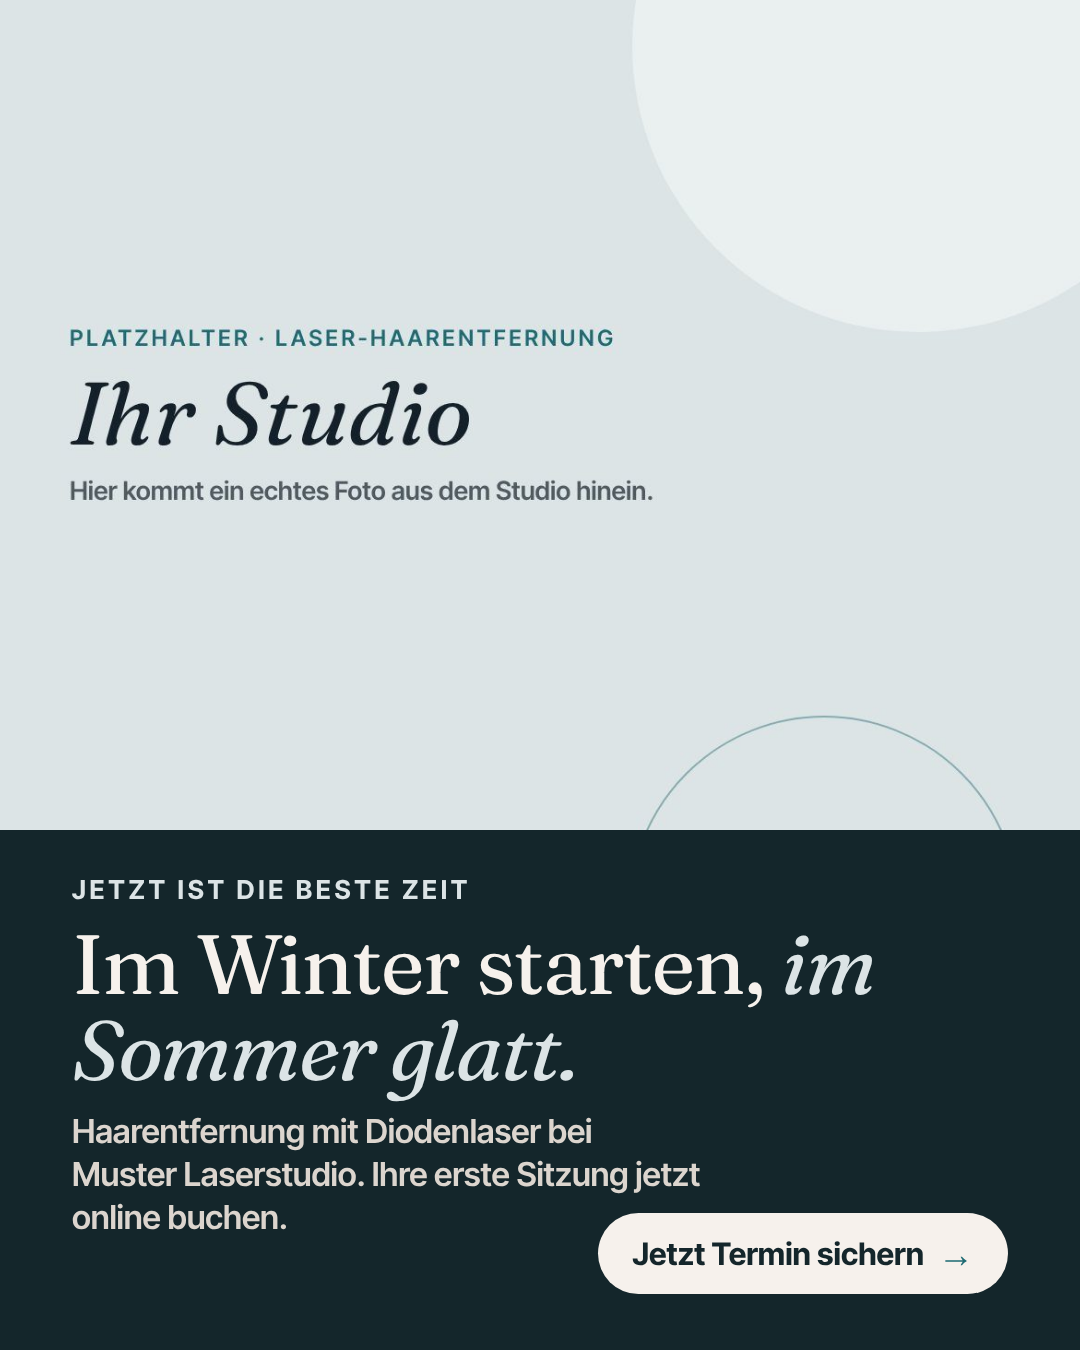 PLATZHALTER · LASER-HAARENTFERNUNG
Ihr Studio
Hier kommt ein echtes Foto aus dem Studio hinein.
JETZT IST DIE BESTE ZEIT
Im Winter starten, im
Sommer glatt.
Haarentfernung mit Diodenlaser bei
Muster Laserstudio. Ihre erste Sitzung jetzt
online buchen.
Jetzt Termin sichern →